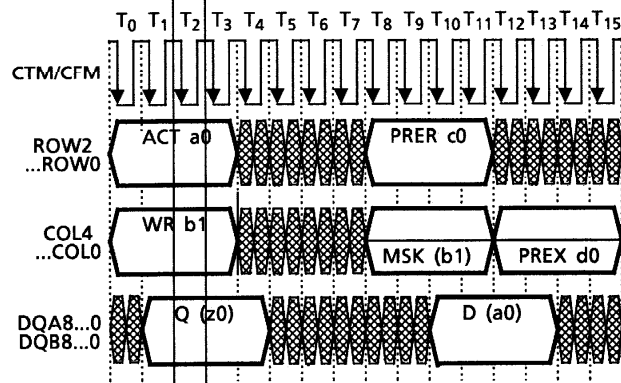 T0 T1 T2 T3 T4 T5 T6 T7 T8 T9 T10 T11 T12 T13 T14 T15
CTM/CFM
ROW2
...ROW0
ACT a0
PRER c0
COL4
...COL0
WR b1
MSK (b1)
PREX d0
DQA8...0
DQB8...0
Q (z0)
D (a0)